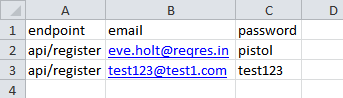 A B C D
1 endpoint email password
2 api/register eve.holt@reqres.in pistol
3 api/register test123@test1.com test123
4